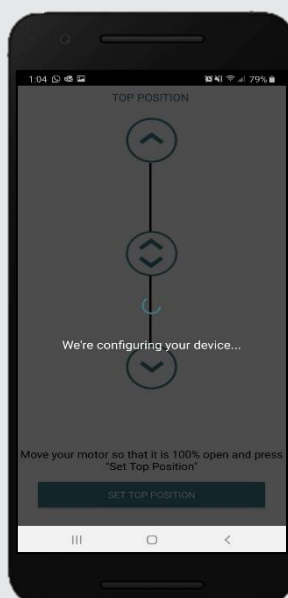 1:04 79%
TOP POSITION
We're configuring your device...
Move your motor so that it is 100% open and press
"Set Top Position"
SET TOP POSITION